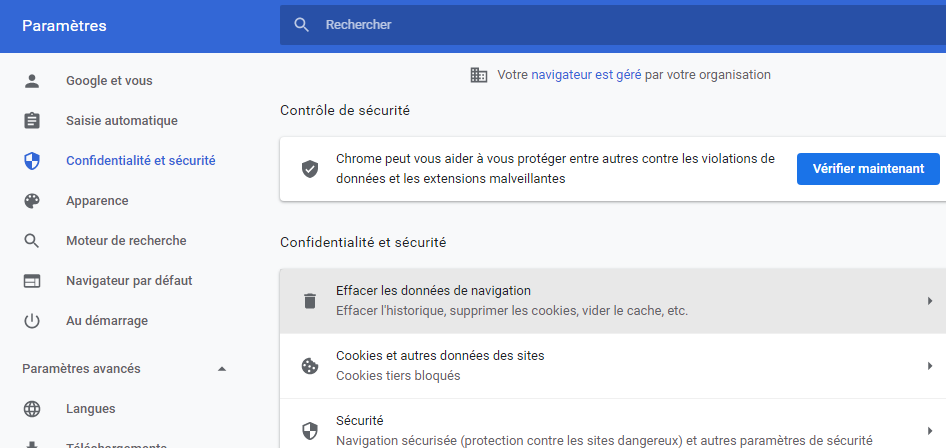 Paramètres
Rechercher
Google et vous
Saisie automatique
Confidentialité et sécurité
Apparence
Moteur de recherche
Navigateur par défaut
Au démarrage
Paramètres avancés
Langues
Téléchargements
Votre navigateur est géré par votre organisation
Contrôle de sécurité
Chrome peut vous aider à vous protéger entre autres contre les violations de
données et les extensions malveillantes
Vérifier maintenant
Confidentialité et sécurité
Effacer les données de navigation
Effacer l'historique, supprimer les cookies, vider le cache, etc.
Cookies et autres données des sites
Cookies tiers bloqués
Sécurité
Navigation sécurisée (protection contre les sites dangereux) et autres paramètres de sécurité